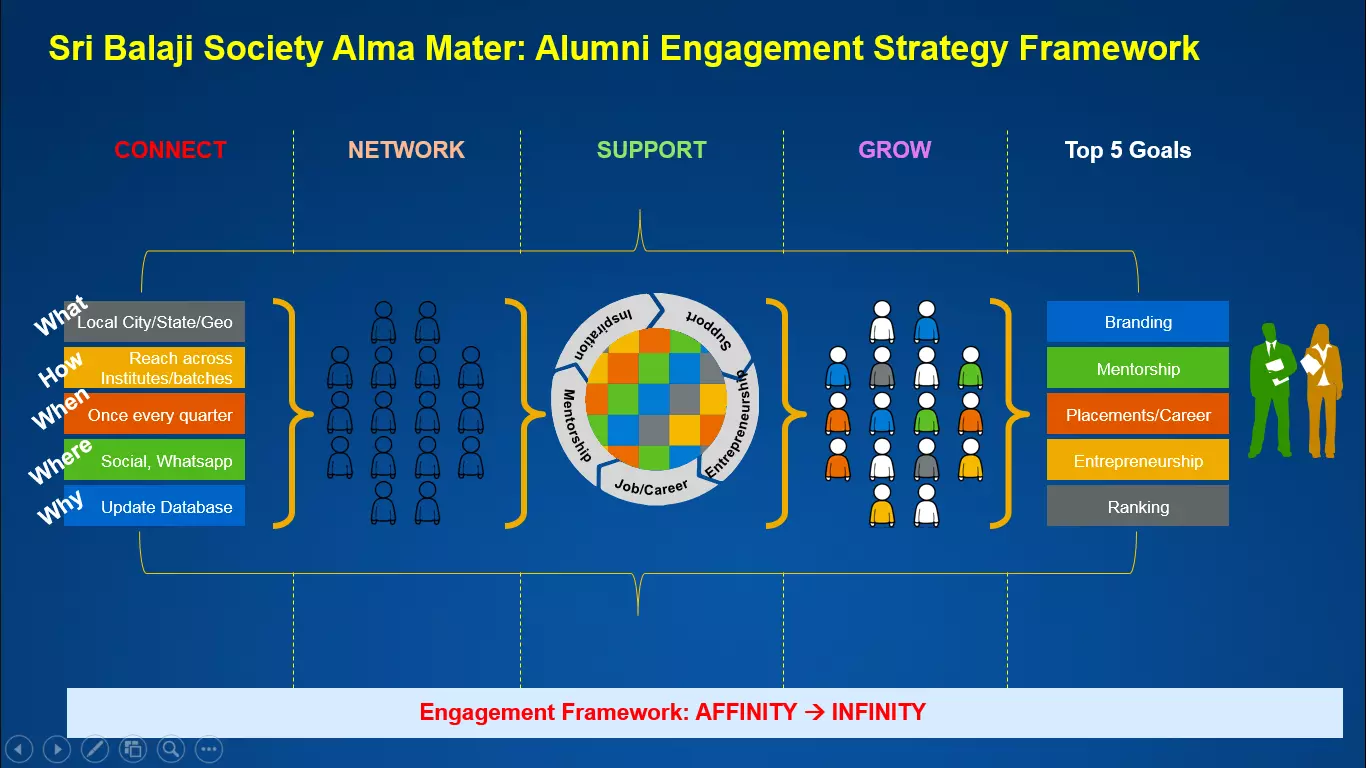 Sri Balaji Society Alma Mater: Alumni Engagement Strategy Framework
CONNECT
NETWORK
SUPPORT
GROW
Top 5 Goals
What
Local City/State/Geo
How
Reach across
Institutes/batches
When
Once every quarter
Where
Social, Whatsapp
Why
Update Database
Inspiration
Support
Entrepreneurship
Job/Career
Mentorship
Branding
Mentorship
Placements/Career
Entrepreneurship
Ranking
Engagement Framework: AFFINITY → INFINITY